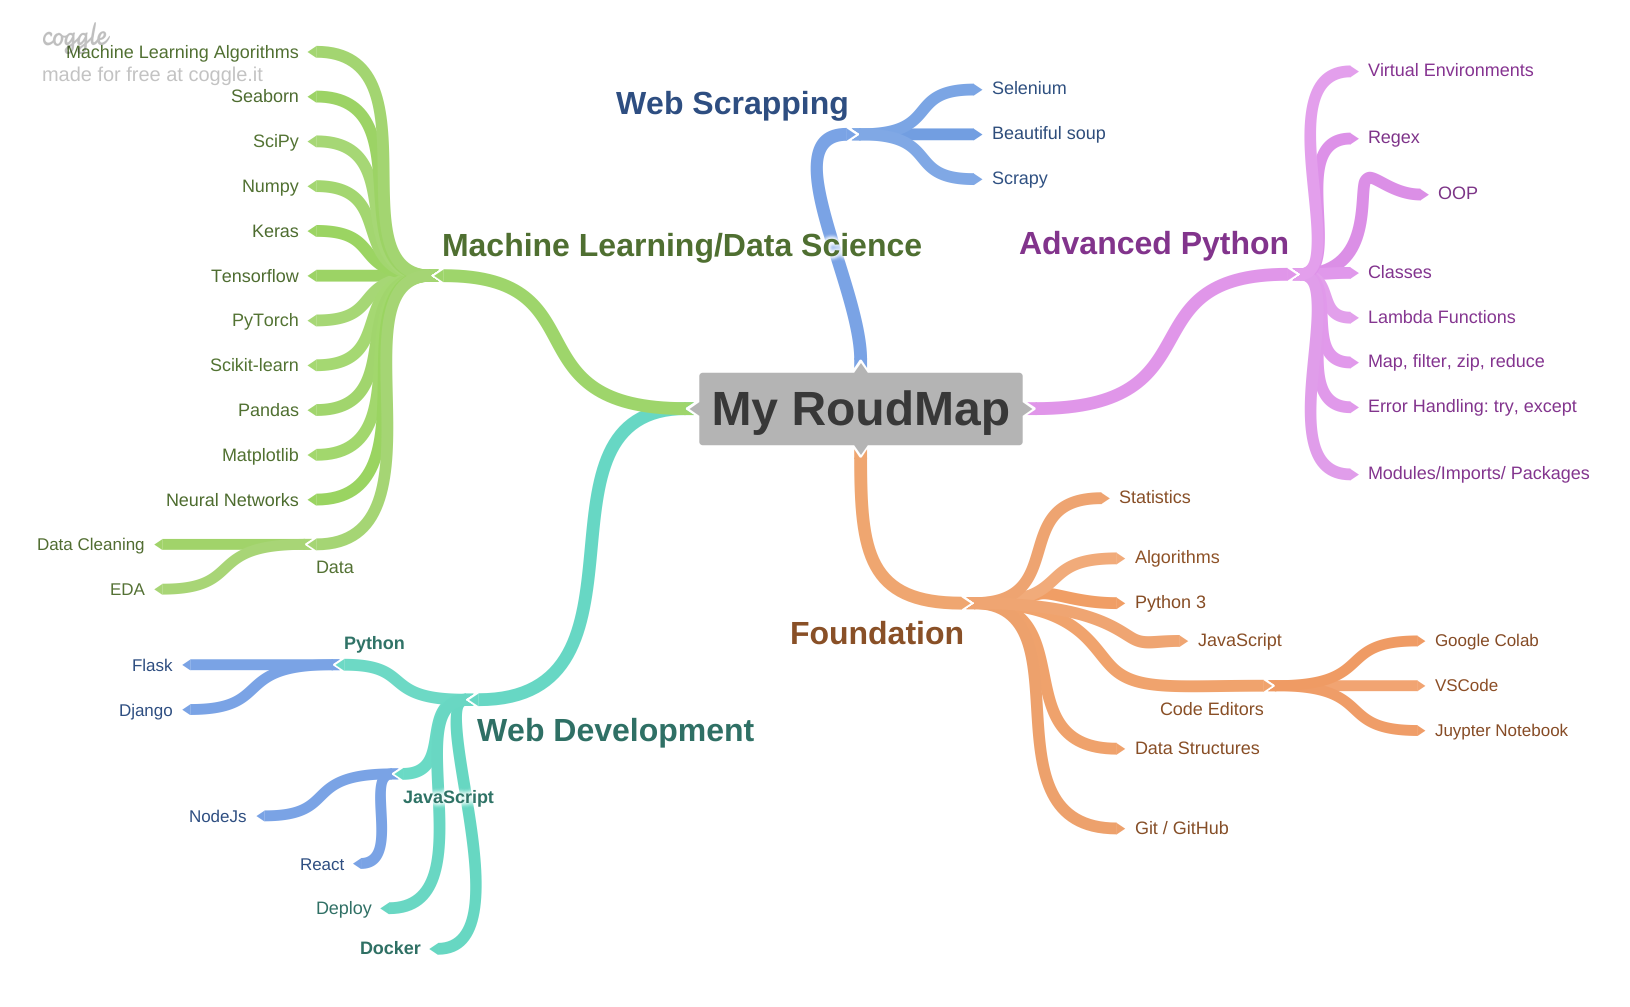 coggle
made for free at coggle.it
Machine Learning Algorithms
Seaborn
SciPy
Numpy
Keras
Tensorflow
PyTorch
Scikit-learn
Pandas
Matplotlib
Neural Networks
Data
Data Cleaning
EDA
Machine Learning/Data Science
Web Scrapping
Selenium
Beautiful soup
Scrapy
Advanced Python
Virtual Environments
Regex
OOP
Classes
Lambda Functions
Map, filter, zip, reduce
Error Handling: try, except
Modules/Imports/ Packages
My RoudMap
Foundation
Statistics
Algorithms
Python 3
JavaScript
Code Editors
Google Colab
VSCode
Juypter Notebook
Data Structures
Git / GitHub
Web Development
Python
Flask
Django
JavaScript
NodeJs
React
Deploy
Docker